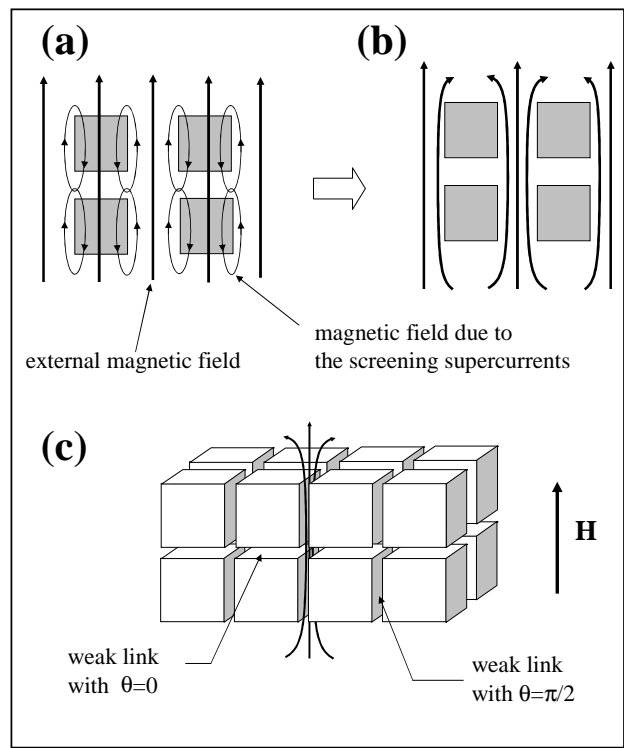 (a)
(b)
external magnetic field
magnetic field due to
the screening supercurrents
(c)
H
weak link
with θ=0
weak link
with θ=π/2